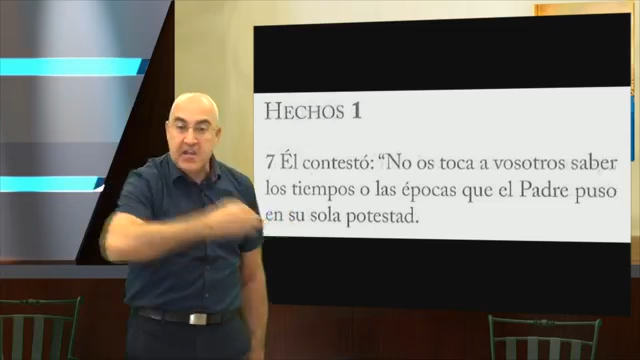 HECHOS 1
7 Él contestó: “No os toca a vosotros saber
los tiempos o las épocas que el Padre puso
en su sola potestad.